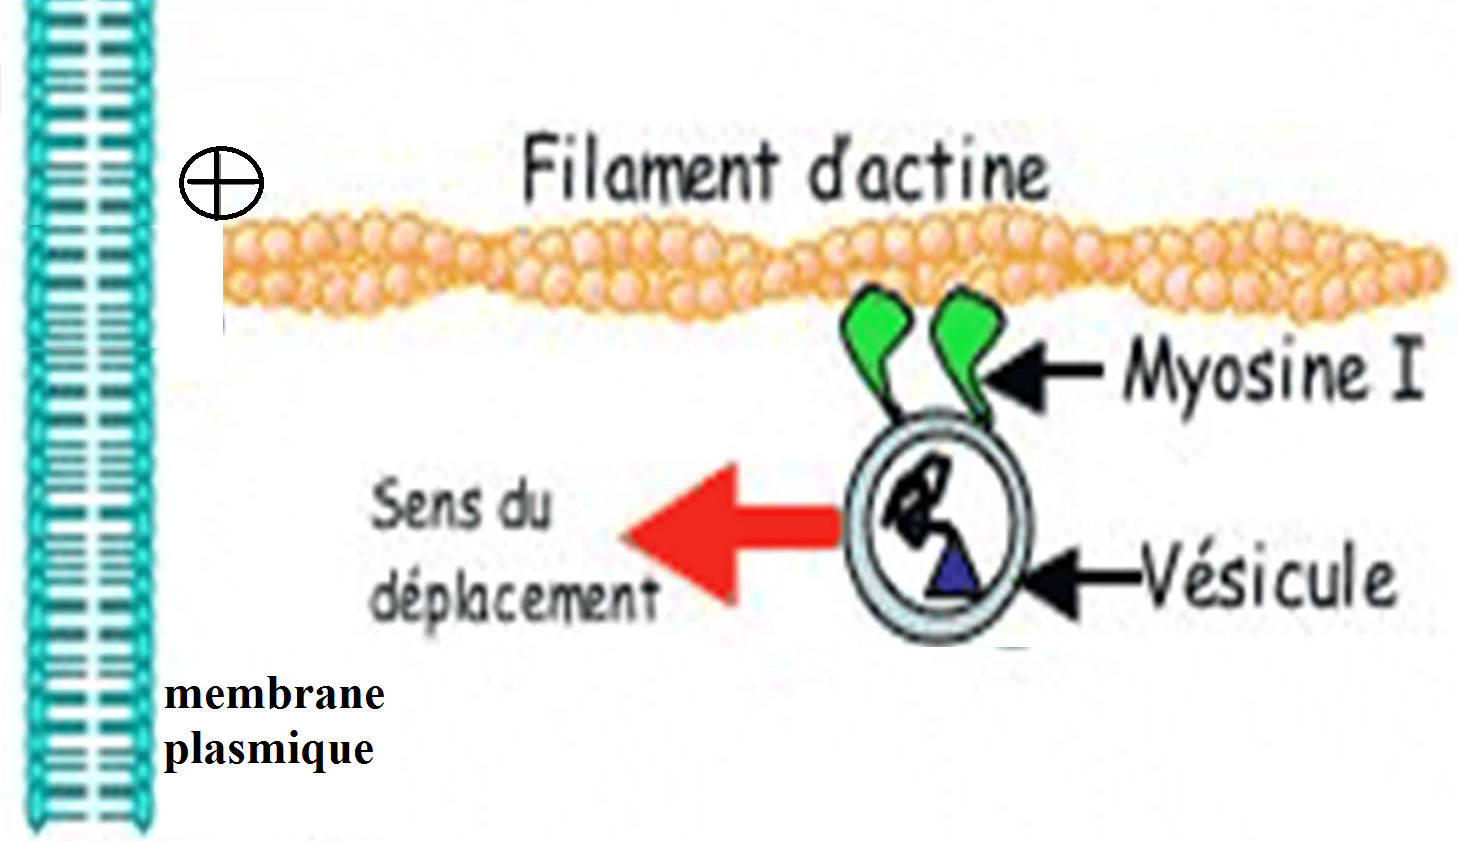 Filament d'actine
Myosine I
Sens du
déplacement
Vésicule
membrane
plasmique